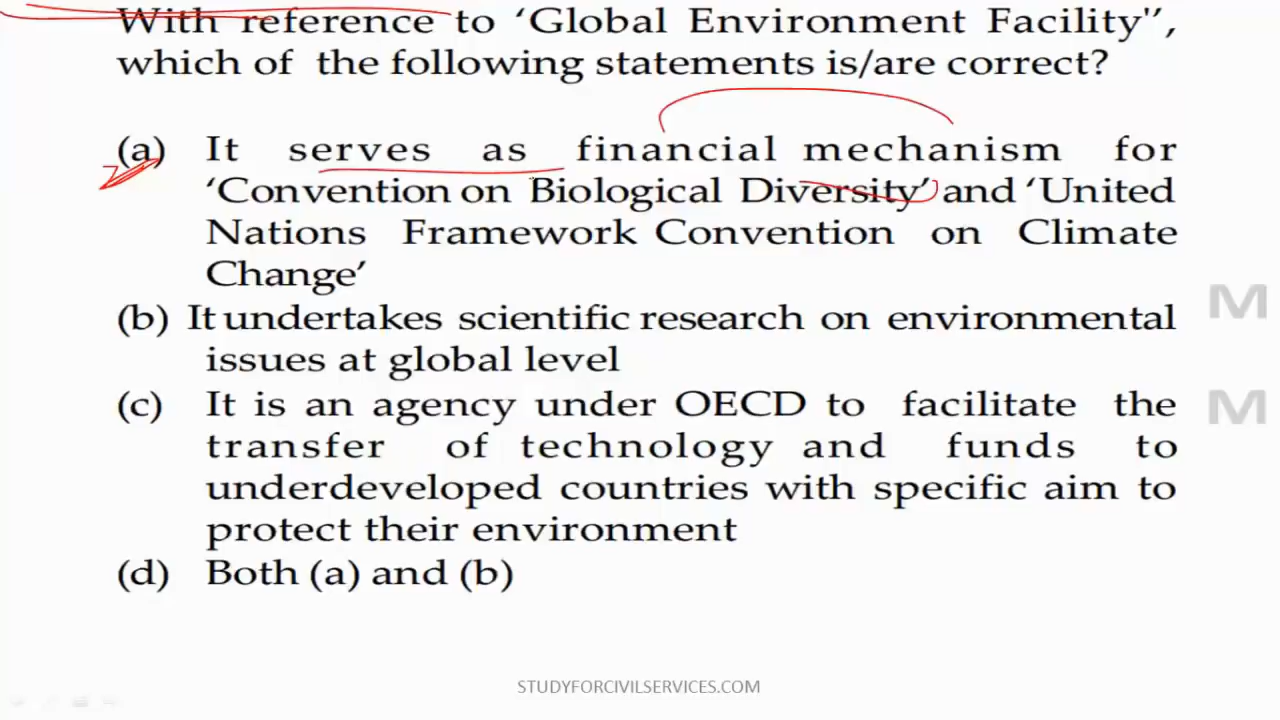 With reference to ‘Global Environment Facility'',
which of the following statements is/are correct?
(a) It serves as financial mechanism for
‘Convention on Biological Diversity’ and ‘United
Nations Framework Convention on Climate
Change’
(b) It undertakes scientific research on environmental
issues at global level
(c) It is an agency under OECD to facilitate the
transfer of technology and funds to
underdeveloped countries with specific aim to
protect their environment
(d) Both (a) and (b)
M
M
STUDYFORCIVILSERVICES.COM